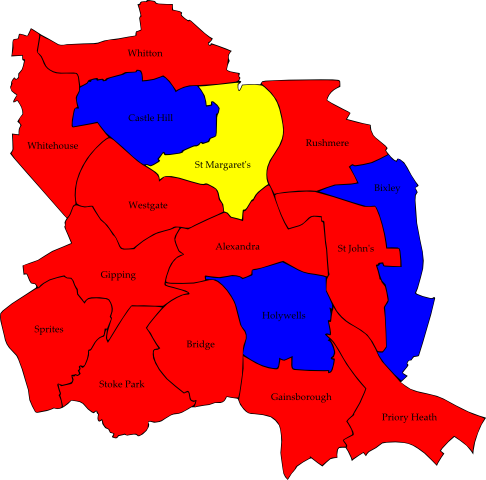 Whitton
Castle Hill
Whitehouse
Rushmere
St Margaret's
Bixley
Westgate
Alexandra
St John's
Gipping
Holywells
Sprites
Bridge
Stoke Park
Gainsborough
Priory Heath